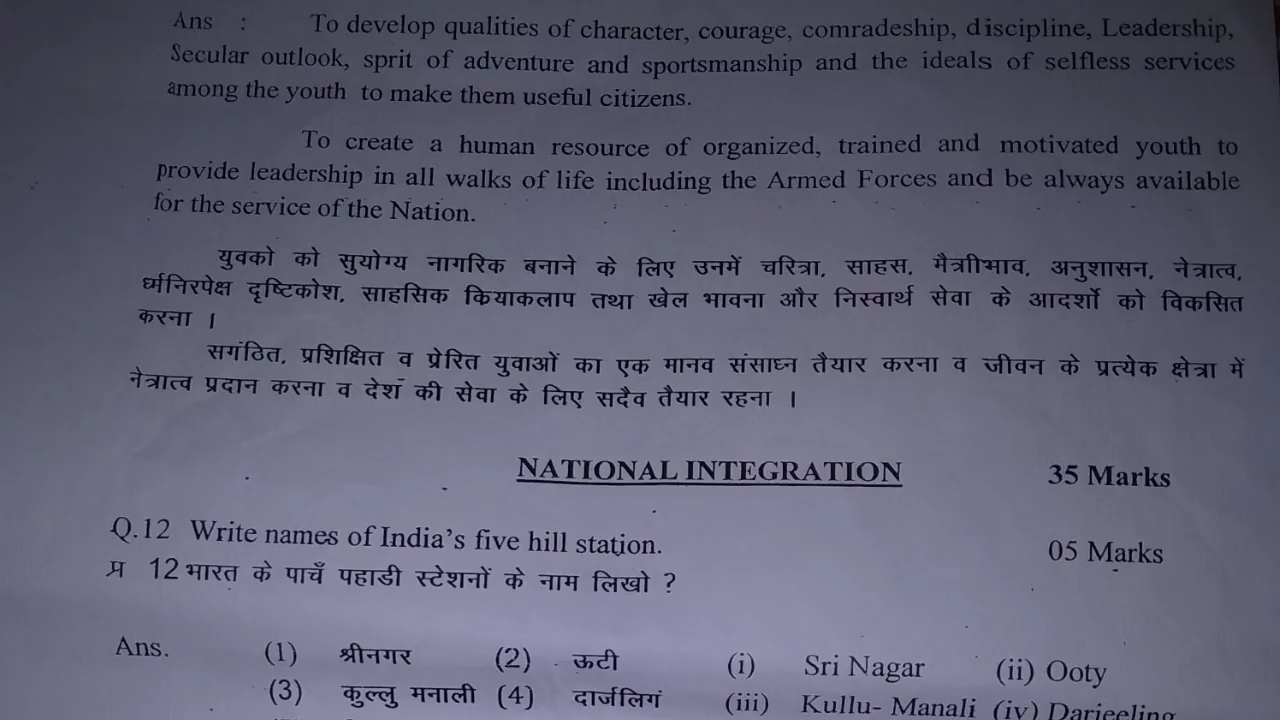 Ans : To develop qualities of character, courage, comradeship, discipline, Leadership,
Secular outlook, sprit of adventure and sportsmanship and the ideals of selfless services
among the youth to make them useful citizens.
To create a human resource of organized, trained and motivated youth to
provide leadership in all walks of life including the Armed Forces and be always available
for the service of the Nation.
युवको को सुयोग्य नागरिक बनाने के लिए उनमें चरित्रा, साहस, मैत्राीभाव, अनुशासन, नेत्रात्व,
र्ध्मनिरपेक्ष दृष्टिकोश, साहसिक कियाकलाप तथा खेल भावना और निस्वार्थ सेवा के आदर्शो को विकसित
करना ।
सगंठित, प्रशिक्षित व प्रेरित युवाओं का एक मानव संसाघ्न तैयार करना व जीवन के प्रत्येक क्षेत्रा में
नेत्रात्व प्रदान करना व देश की सेवा के लिए सदैव तैयार रहना ।
NATIONAL INTEGRATION 35 Marks
Q.12 Write names of India's five hill station. 05 Marks
प्र 12 भारत के पाचँ पहाडी स्टेशनों के नाम लिखो ?
Ans. (1) श्रीनगर (2) ऊटी (i) Sri Nagar (ii) Ooty
(3) कुल्लु मनाली (4) दार्जलिगं (iii) Kullu- Manali (iv) Darjeeling